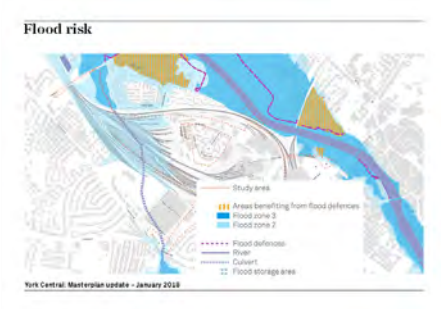 Flood risk
Study area
Areas benefiting from flood defences
Flood zone 3
Flood zone 2
Flood defences
River
Culvert
Flood storage area
York Central: Masterplan update - January 2018